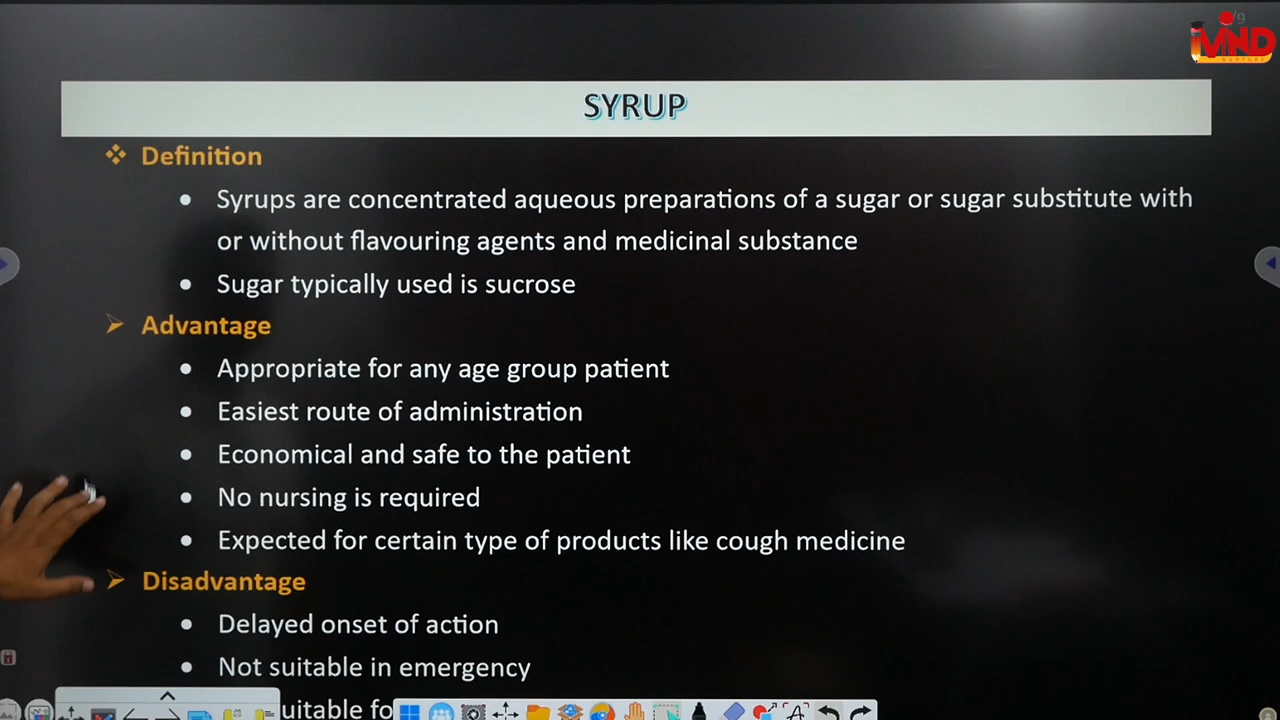 /9
iMIND
NURTURE
SYRUP
Definition
Syrups are concentrated aqueous preparations of a sugar or sugar substitute with
or without flavouring agents and medicinal substance
Sugar typically used is sucrose
Advantage
Appropriate for any age group patient
Easiest route of administration
Economical and safe to the patient
No nursing is required
Expected for certain type of products like cough medicine
Disadvantage
Delayed onset of action
Not suitable in emergency